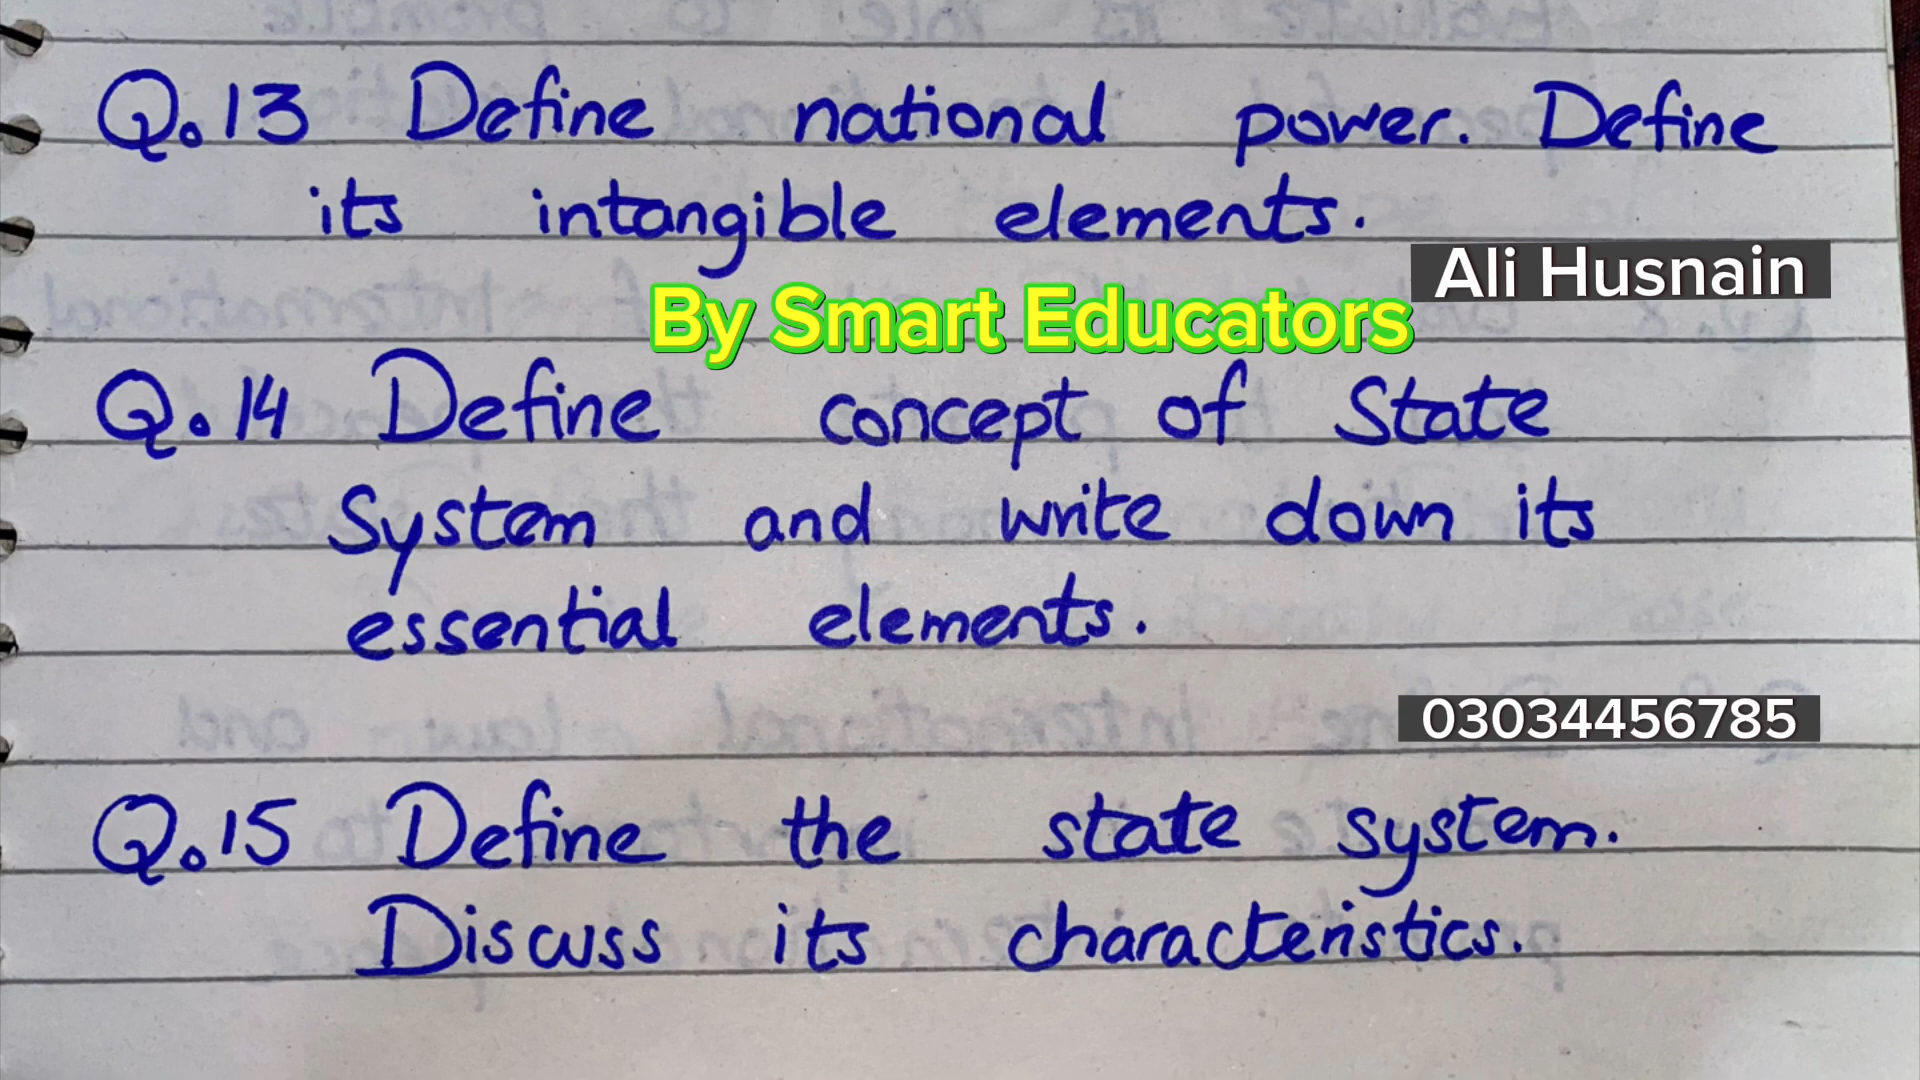 Q.13 Define national power. Define
its intangible elements.
Ali Husnain
By Smart Educators
Q.14 Define concept of State
System and write down its
essential elements.
03034456785
Q.15 Define the state system.
Discuss its characteristics.